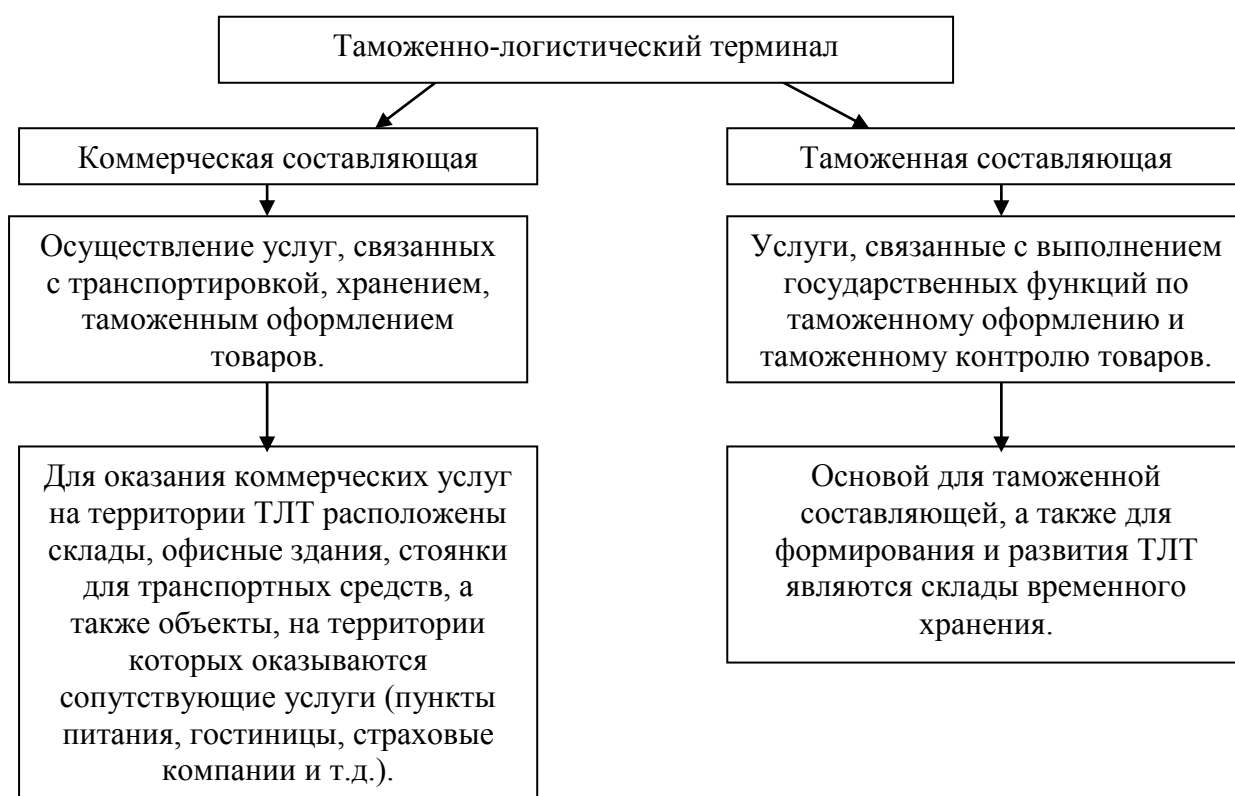 Таможенно-логистический терминал
Коммерческая составляющая
Таможенная составляющая
Осуществление услуг, связанных
с транспортировкой, хранением,
таможенным оформлением
товаров.
Услуги, связанные с выполнением
государственных функций по
таможенному оформлению и
таможенному контролю товаров.
Для оказания коммерческих услуг
на территории ТЛТ расположены
склады, офисные здания, стоянки
для транспортных средств, а
также объекты, на территории
которых оказываются
сопутствующие услуги (пункты
питания, гостиницы, страховые
компании и т.д.).
Основой для таможенной
составляющей, а также для
формирования и развития ТЛТ
являются склады временного
хранения.